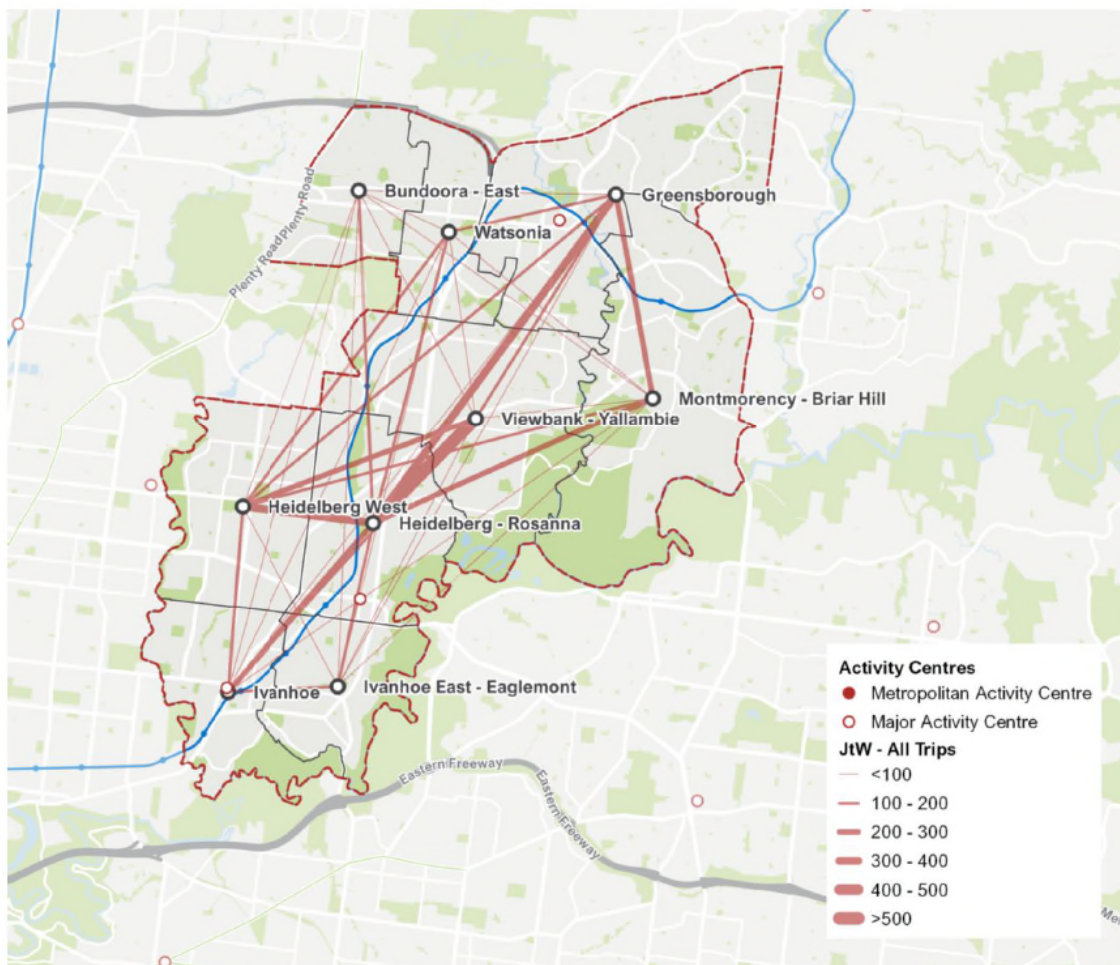 Plenty Road
Plenty Road
Bundoora - East
Greensborough
Watsonia
Montmorency - Briar Hill
Viewbank - Yallambie
Heidelberg West
Heidelberg - Rosanna
Ivanhoe
Ivanhoe East - Eaglemont
Eastern Freeway
Eastern Freeway
Activity Centres
Metropolitan Activity Centre
Major Activity Centre
JtW - All Trips
<100
100 - 200
200 - 300
300 - 400
400 - 500
>500